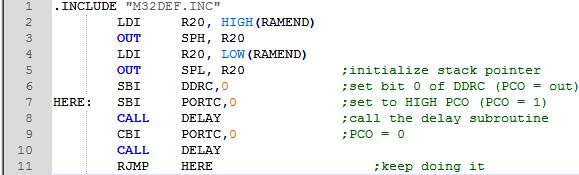 1 .INCLUDE "M32DEF.INC"
2 LDI R20, HIGH(RAMEND)
3 OUT SPH, R20
4 LDI R20, LOW(RAMEND)
5 OUT SPL, R20 ;initialize stack pointer
6 SBI DDRC,0 ;set bit 0 of DDRC (PCO = out)
7 HERE: SBI PORTC,0 ;set to HIGH PCO (PC0 = 1)
8 CALL DELAY ;call the delay subroutine
9 CBI PORTC,0 ;PCO = 0
10 CALL DELAY
11 RJMP HERE ;keep doing it